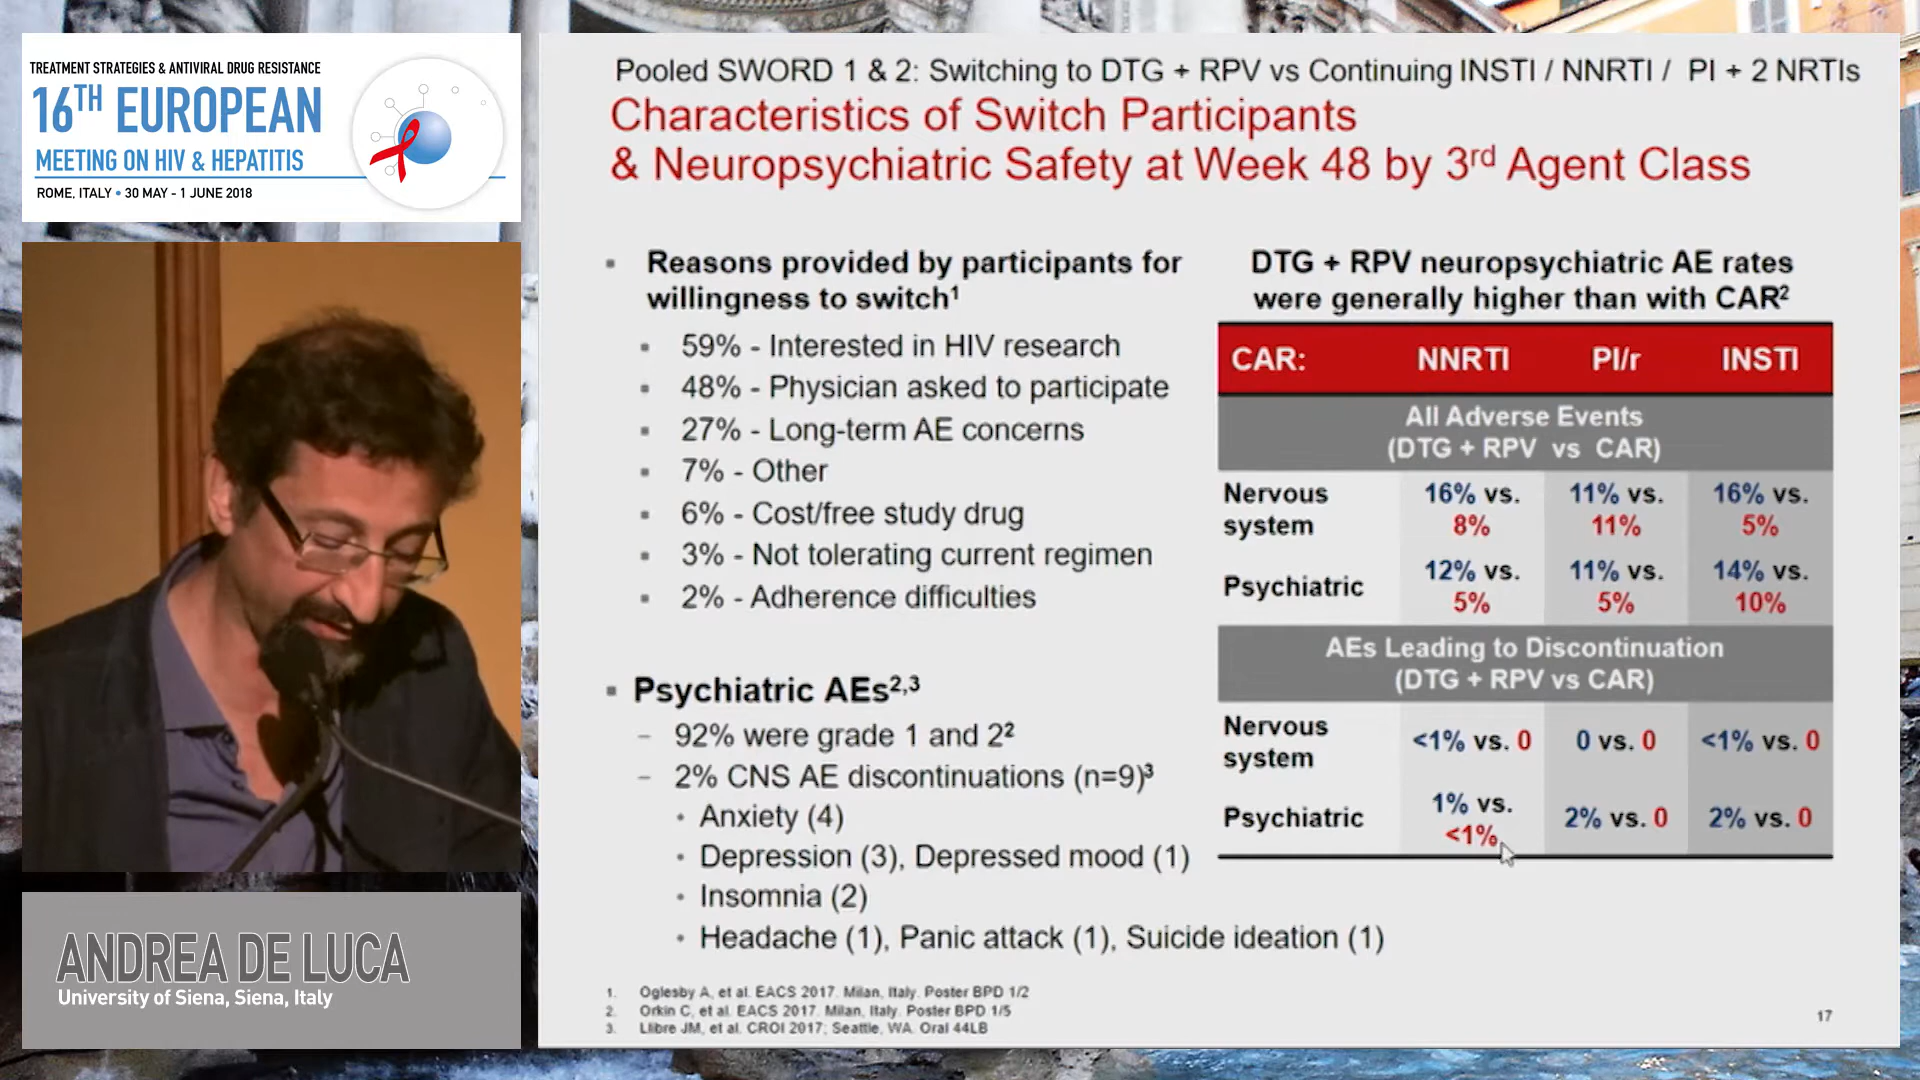 TREATMENT STRATEGIES & ANTIVIRAL DRUG RESISTANCE
16TH EUROPEAN
MEETING ON HIV & HEPATITIS
ROME, ITALY • 30 MAY - 1 JUNE 2018
ANDREA DE LUCA
University of Siena, Siena, Italy
Pooled SWORD 1 & 2: Switching to DTG + RPV vs Continuing INSTI / NNRTI / PI + 2 NRTIs
Characteristics of Switch Participants
& Neuropsychiatric Safety at Week 48 by 3rd Agent Class
▪ Reasons provided by participants for
willingness to switch1
▪ 59% - Interested in HIV research
▪ 48% - Physician asked to participate
▪ 27% - Long-term AE concerns
▪ 7% - Other
▪ 6% - Cost/free study drug
▪ 3% - Not tolerating current regimen
▪ 2% - Adherence difficulties
▪ Psychiatric AEs2,3
– 92% were grade 1 and 2²
– 2% CNS AE discontinuations (n=9)³
• Anxiety (4)
• Depression (3), Depressed mood (1)
• Insomnia (2)
• Headache (1), Panic attack (1), Suicide ideation (1)
DTG + RPV neuropsychiatric AE rates
were generally higher than with CAR²
CAR: NNRTI PI/r INSTI
All Adverse Events
(DTG + RPV vs CAR)
Nervous 16% vs. 11% vs. 16% vs.
system 8% 11% 5%
Psychiatric 12% vs. 11% vs. 14% vs.
5% 5% 10%
AEs Leading to Discontinuation
(DTG + RPV vs CAR)
Nervous
system <1% vs. 0 0 vs. 0 <1% vs. 0
Psychiatric 1% vs. 2% vs. 0 2% vs. 0
<1%
1. Oglesby A, et al. EACS 2017. Milan, Italy. Poster BPD 1/2
2. Orkin C, et al. EACS 2017. Milan, Italy. Poster BPD 1/5
3. Llibre JM, et al. CROI 2017; Seattle, WA. Oral 44LB
17